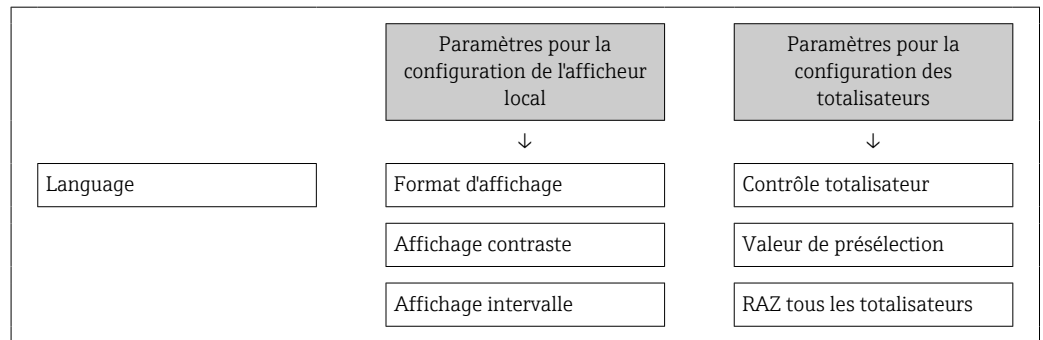 Paramètres pour la
configuration de l'afficheur
local
Paramètres pour la
configuration des
totalisateurs
↓
↓
Language
Format d'affichage
Contrôle totalisateur
Affichage contraste
Valeur de présélection
Affichage intervalle
RAZ tous les totalisateurs